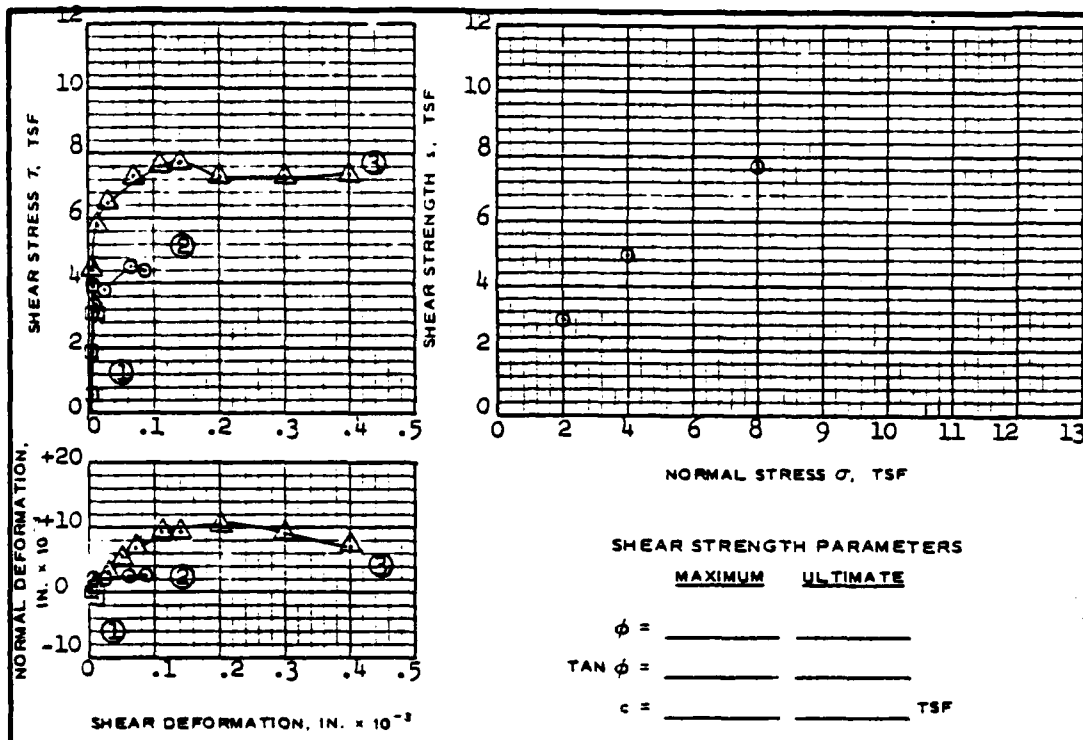 SHEAR STRESS T, TSF
12
10
8
6
4
2
0
0 .1 .2 .3 .4 .5
1
2
3
SHEAR STRENGTH s, TSF
12
10
8
6
4
2
0
0 2 4 6 8 9 10 11 12 13
NORMAL STRESS σ, TSF
NORMAL DEFORMATION,
+20
+10
0
-10
0 .1 .2 .3 .4 .5
1
2
3
SHEAR DEFORMATION, IN. × 10⁻³
SHEAR STRENGTH PARAMETERS
MAXIMUM ULTIMATE
ϕ =
TAN ϕ =
c = TSF